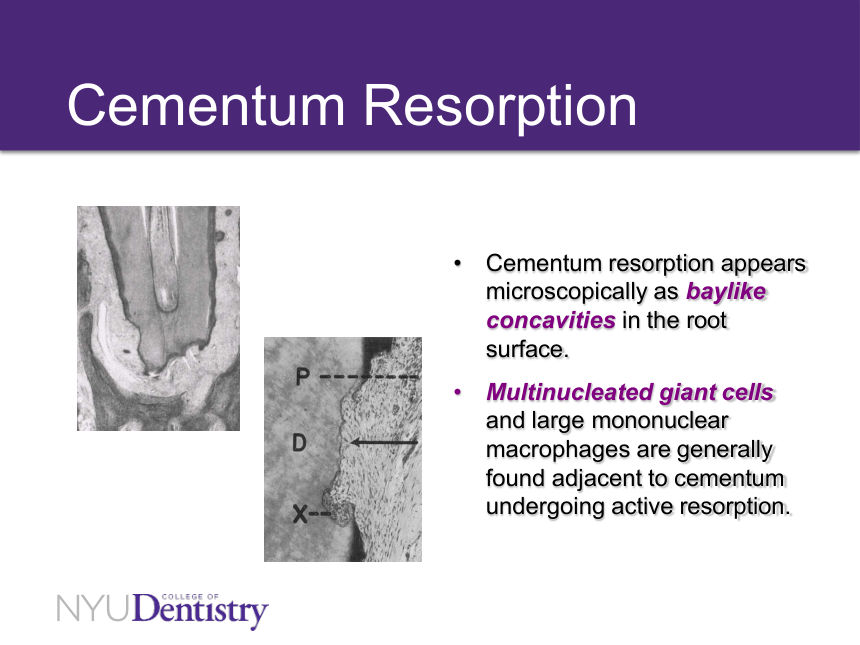 Cementum Resorption
• Cementum resorption appears
microscopically as baylike
concavities in the root
surface.
• Multinucleated giant cells
and large mononuclear
macrophages are generally
found adjacent to cementum
undergoing active resorption.
P
D
X
NYU COLLEGE OF Dentistry